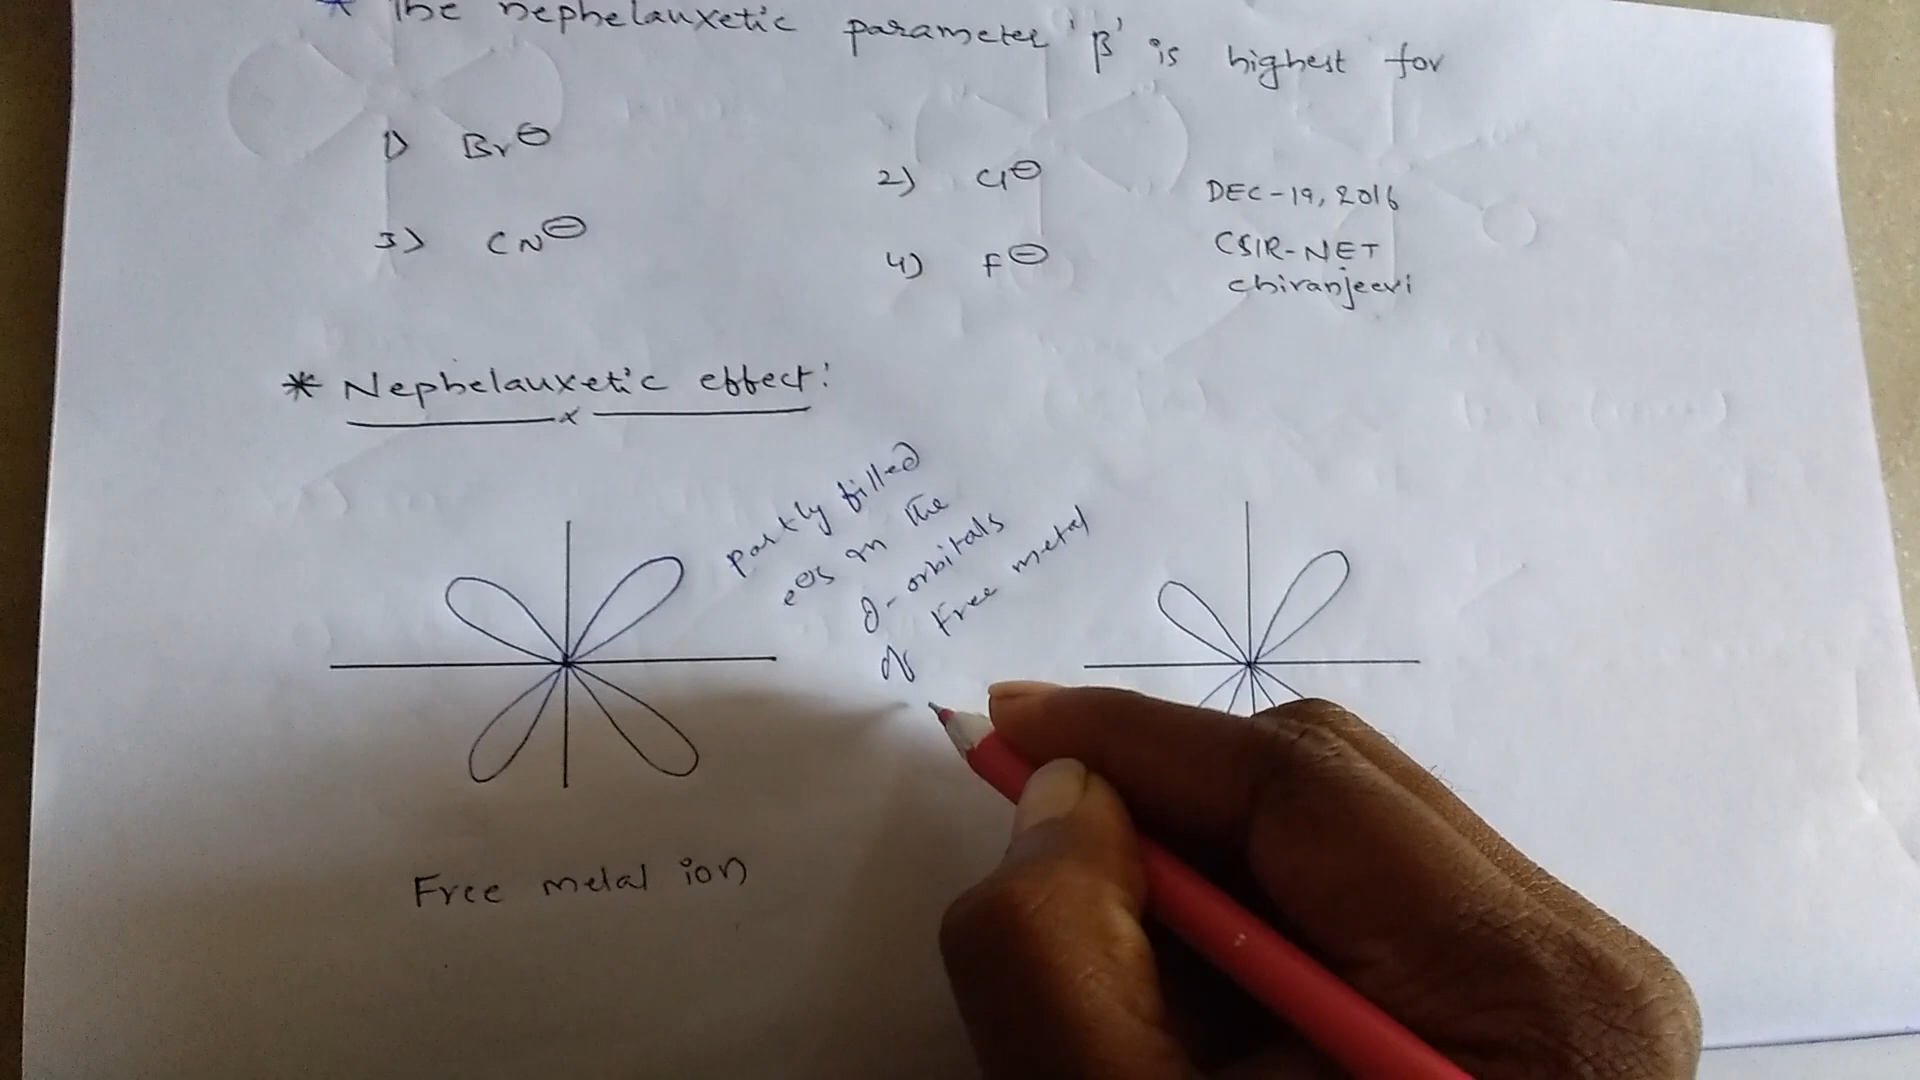 * The nephelauxetic parameter 'β' is highest for
1) Br⊖
2) Cl⊖
3) CN⊖
4) F⊖
DEC-19, 2016
CSIR-NET
chiranjeevi
* Nephelauxetic effect:
partly filled
e⊖s in the
d-orbitals
of Free metal
Free metal ion